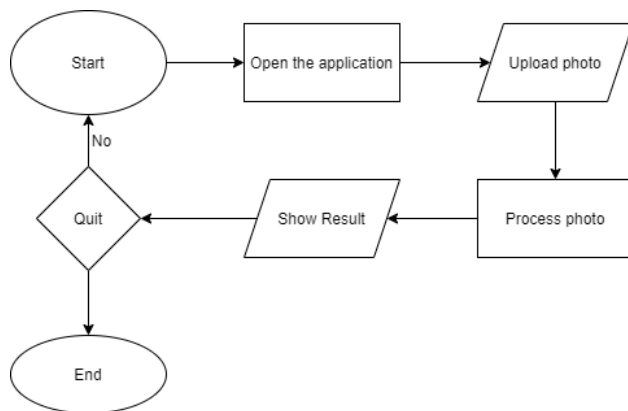 Start
Open the application
Upload photo
No
Quit
Show Result
Process photo
End